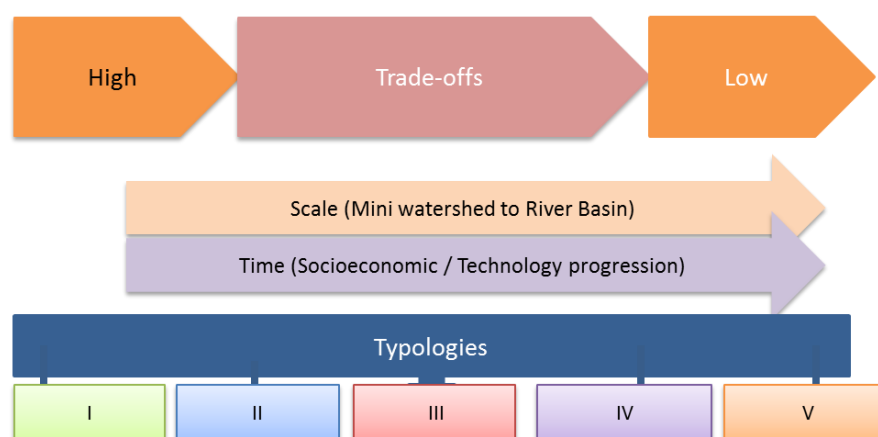 High
Trade-offs
Low
Scale (Mini watershed to River Basin)
Time (Socioeconomic / Technology progression)
Typologies
I
II
III
IV
V